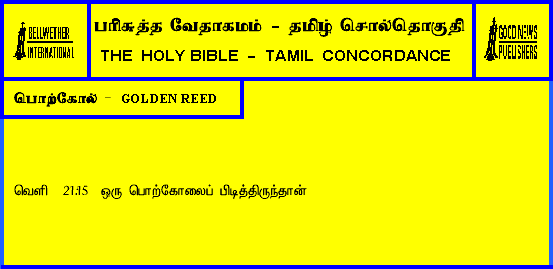 BELLWETHER
INTERNATIONAL
பரிசுத்த வேதாகமம் - தமிழ் சொல்தொகுதி
THE HOLY BIBLE - TAMIL CONCORDANCE
GOOD NEWS
PUBLISHERS
பொற்கோல் - GOLDEN REED
வெளி 21:15 ஒரு பொற்கோலைப் பிடித்திருந்தான்